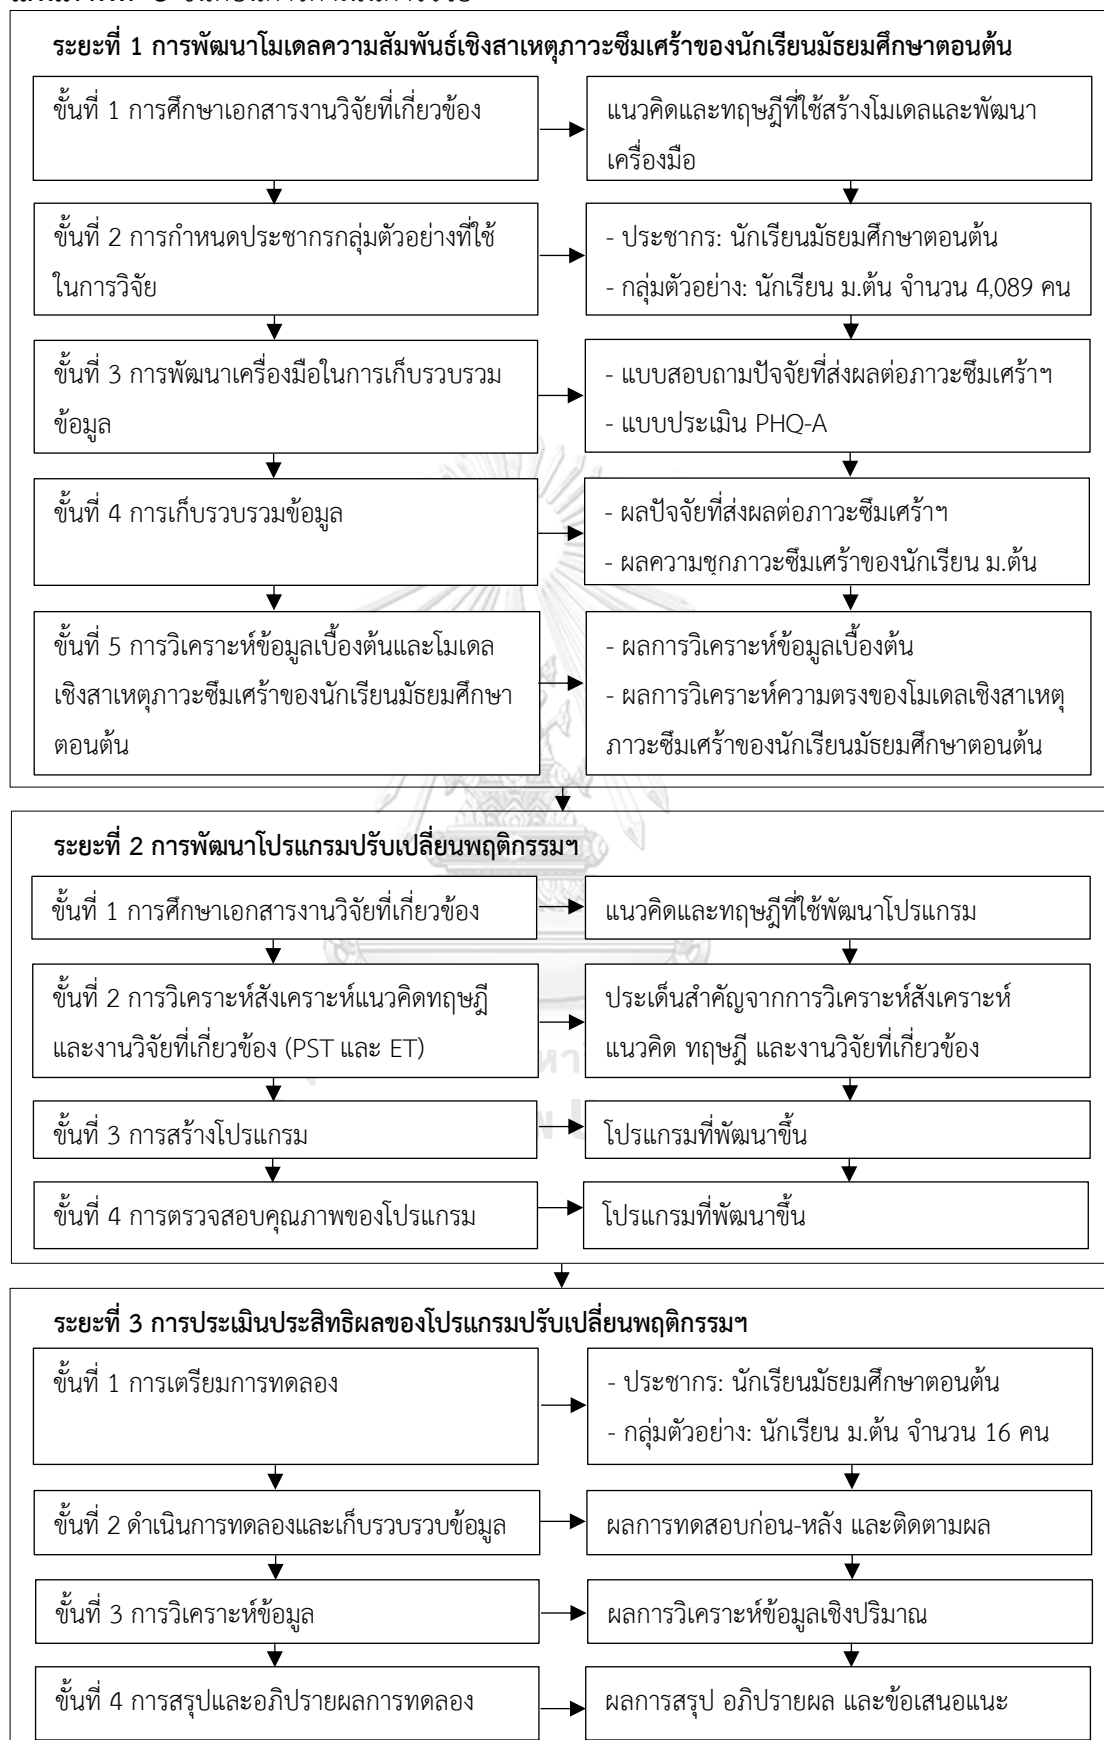 ระยะที่ 1 การพัฒนาโมเดลความสัมพันธ์เชิงสาเหตุภาวะซึมเศร้าของนักเรียนมัธยมศึกษาตอนต้น
ขั้นที่ 1 การศึกษาเอกสารงานวิจัยที่เกี่ยวข้อง
แนวคิดและทฤษฎีที่ใช้สร้างโมเดลและพัฒนา
เครื่องมือ
ขั้นที่ 2 การกำหนดประชากรกลุ่มตัวอย่างที่ใช้
ในการวิจัย
- ประชากร: นักเรียนมัธยมศึกษาตอนต้น
- กลุ่มตัวอย่าง: นักเรียน ม.ต้น จำนวน 4,089 คน
ขั้นที่ 3 การพัฒนาเครื่องมือในการเก็บรวบรวม
ข้อมูล
- แบบสอบถามปัจจัยที่ส่งผลต่อภาวะซึมเศร้าฯ
- แบบประเมิน PHQ-A
ขั้นที่ 4 การเก็บรวบรวมข้อมูล
- ผลปัจจัยที่ส่งผลต่อภาวะซึมเศร้าฯ
- ผลความชุกภาวะซึมเศร้าของนักเรียน ม.ต้น
ขั้นที่ 5 การวิเคราะห์ข้อมูลเบื้องต้นและโมเดล
เชิงสาเหตุภาวะซึมเศร้าของนักเรียนมัธยมศึกษา
ตอนต้น
- ผลการวิเคราะห์ข้อมูลเบื้องต้น
- ผลการวิเคราะห์ความตรงของโมเดลเชิงสาเหตุ
ภาวะซึมเศร้าของนักเรียนมัธยมศึกษาตอนต้น
ระยะที่ 2 การพัฒนาโปรแกรมปรับเปลี่ยนพฤติกรรมฯ
ขั้นที่ 1 การศึกษาเอกสารงานวิจัยที่เกี่ยวข้อง
แนวคิดและทฤษฎีที่ใช้พัฒนาโปรแกรม
ขั้นที่ 2 การวิเคราะห์สังเคราะห์แนวคิดทฤษฎี
และงานวิจัยที่เกี่ยวข้อง (PST และ ET)
ประเด็นสำคัญจากการวิเคราะห์สังเคราะห์
แนวคิด ทฤษฎี และงานวิจัยที่เกี่ยวข้อง
ขั้นที่ 3 การสร้างโปรแกรม
โปรแกรมที่พัฒนาขึ้น
ขั้นที่ 4 การตรวจสอบคุณภาพของโปรแกรม
โปรแกรมที่พัฒนาขึ้น
ระยะที่ 3 การประเมินประสิทธิผลของโปรแกรมปรับเปลี่ยนพฤติกรรมฯ
ขั้นที่ 1 การเตรียมการทดลอง
- ประชากร: นักเรียนมัธยมศึกษาตอนต้น
- กลุ่มตัวอย่าง: นักเรียน ม.ต้น จำนวน 16 คน
ขั้นที่ 2 ดำเนินการทดลองและเก็บรวบรวบข้อมูล
ผลการทดสอบก่อน-หลัง และติดตามผล
ขั้นที่ 3 การวิเคราะห์ข้อมูล
ผลการวิเคราะห์ข้อมูลเชิงปริมาณ
ขั้นที่ 4 การสรุปและอภิปรายผลการทดลอง
ผลการสรุป อภิปรายผล และข้อเสนอแนะ